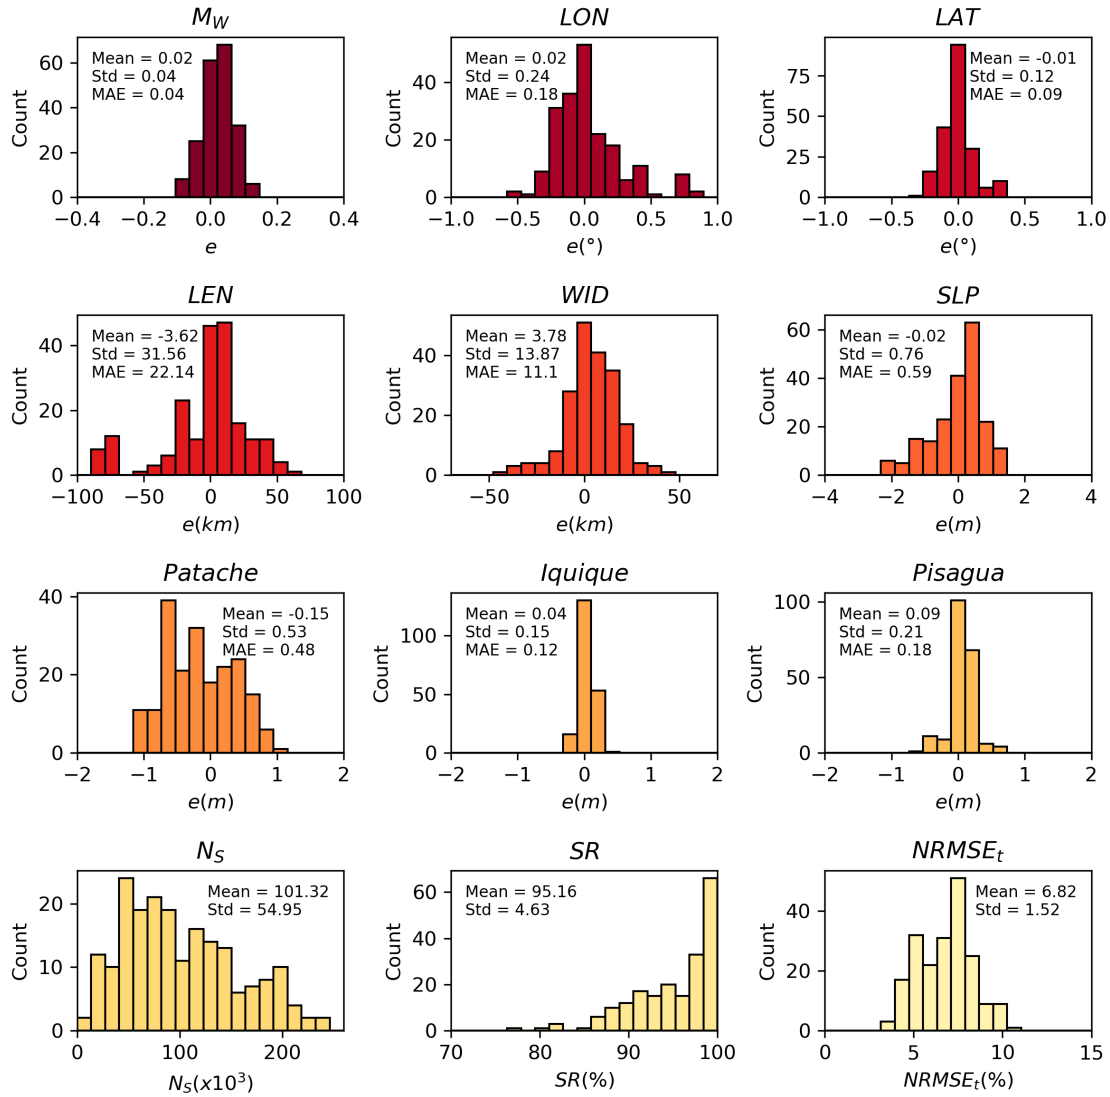 M_W
LON
LAT
Mean = 0.02
Std = 0.04
MAE = 0.04
Mean = 0.02
Std = 0.24
MAE = 0.18
Mean = -0.01
Std = 0.12
MAE = 0.09
Count
60
40
20
0
Count
40
20
0
Count
75
50
25
0
−0.4 −0.2 0.0 0.2 0.4
−1.0 −0.5 0.0 0.5 1.0
−1.0 −0.5 0.0 0.5 1.0
e
e(°)
e(°)
LEN
WID
SLP
Mean = -3.62
Std = 31.56
MAE = 22.14
Mean = 3.78
Std = 13.87
MAE = 11.1
Mean = -0.02
Std = 0.76
MAE = 0.59
Count
40
20
0
Count
40
20
0
Count
60
40
20
0
−100 −50 0 50 100
−50 0 50
−4 −2 0 2 4
e(km)
e(km)
e(m)
Patache
Iquique
Pisagua
Mean = -0.15
Std = 0.53
MAE = 0.48
Mean = 0.04
Std = 0.15
MAE = 0.12
Mean = 0.09
Std = 0.21
MAE = 0.18
Count
40
20
0
Count
100
50
0
Count
100
50
0
−2 −1 0 1 2
−2 −1 0 1 2
−2 −1 0 1 2
e(m)
e(m)
e(m)
N_S
SR
NRMSE_t
Mean = 101.32
Std = 54.95
Mean = 95.16
Std = 4.63
Mean = 6.82
Std = 1.52
Count
20
10
0
Count
60
40
20
0
Count
40
20
0
0 100 200
70 80 90 100
0 5 10 15
N_S(x10³)
SR(%)
NRMSE_t(%)